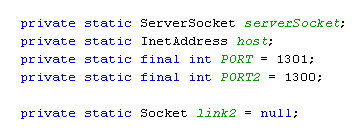 private static ServerSocket serverSocket;
private static InetAddress host;
private static final int PORT = 1301;
private static final int PORT2 = 1300;
private static Socket link2 = null;